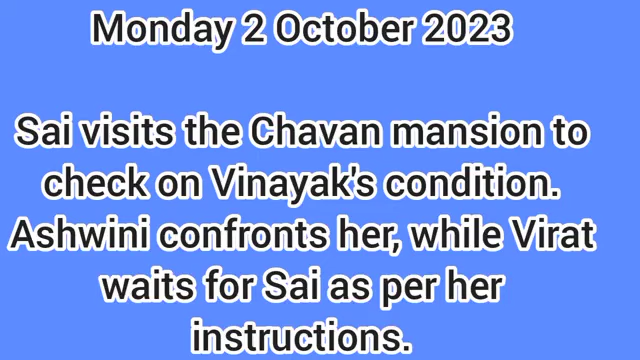 Monday 2 October 2023
Sai visits the Chavan mansion to
check on Vinayak's condition.
Ashwini confronts her, while Virat
waits for Sai as per her
instructions.